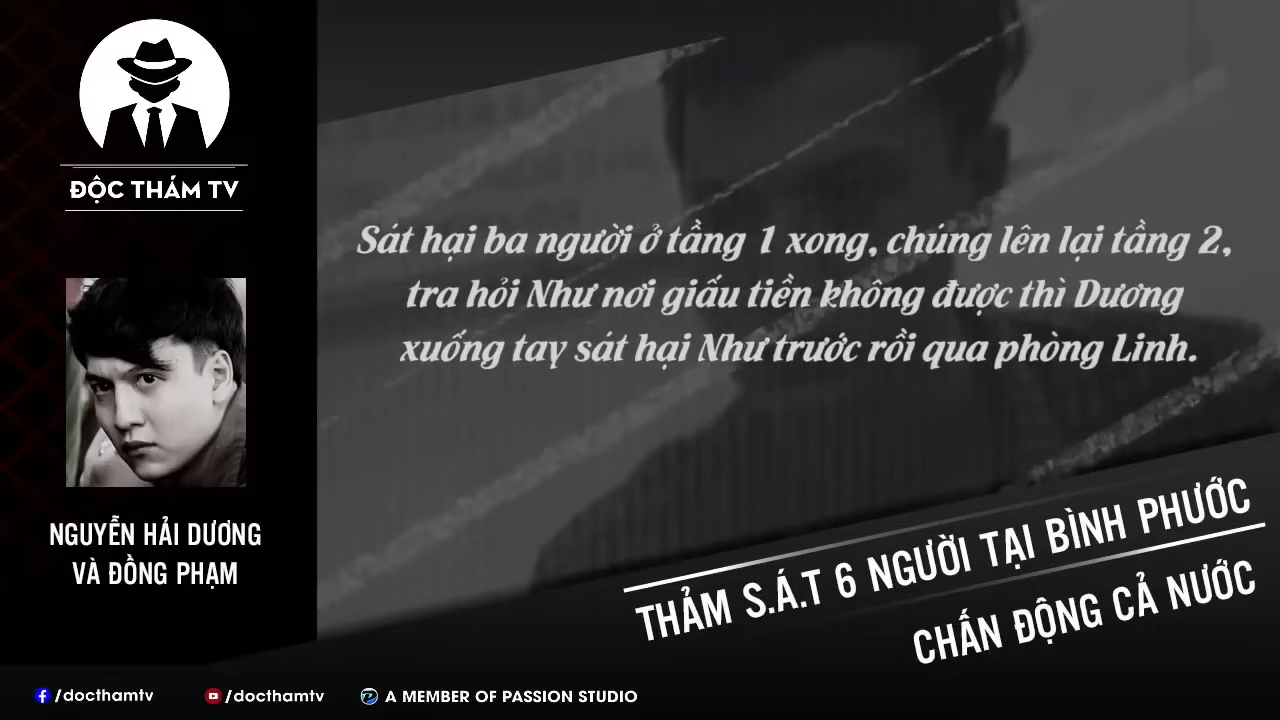 ĐỘC THÁM TV
Sát hại ba người ở tầng 1 xong, chúng lên lại tầng 2,
tra hỏi Như nơi giấu tiền không được thì Dương
xuống tay sát hại Như trước rồi qua phòng Linh.
NGUYỄN HẢI DƯƠNG
VÀ ĐỒNG PHẠM
THẢM S.Á.T 6 NGƯỜI TẠI BÌNH PHƯỚC
CHẤN ĐỘNG CẢ NƯỚC
/docthamtv
/docthamtv
A MEMBER OF PASSION STUDIO